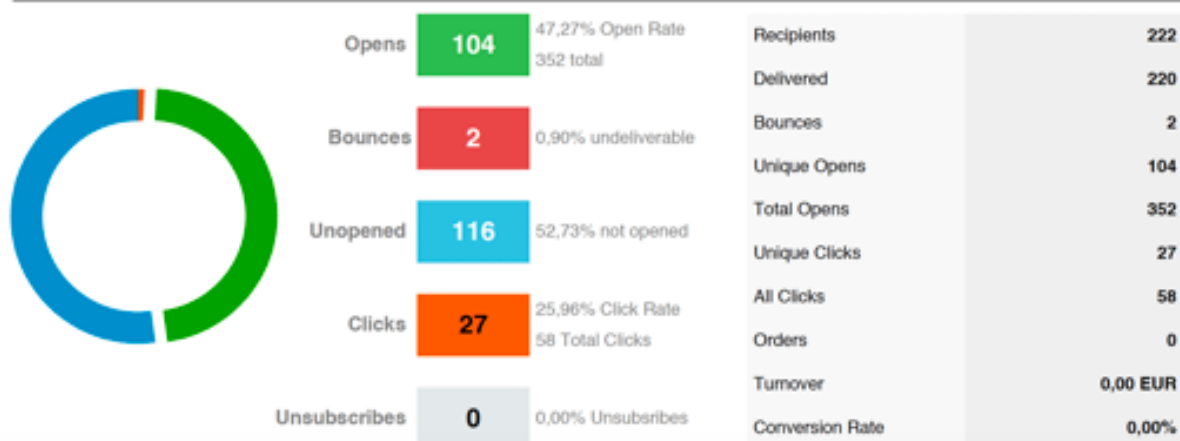 Opens 104 47,27% Open Rate
352 total
Bounces 2 0,90% undeliverable
Unopened 116 52,73% not opened
Clicks 27 25,96% Click Rate
58 Total Clicks
Unsubscribes 0 0,00% Unsubsribes
Recipients 222
Delivered 220
Bounces 2
Unique Opens 104
Total Opens 352
Unique Clicks 27
All Clicks 58
Orders 0
Turnover 0,00 EUR
Conversion Rate 0,00%